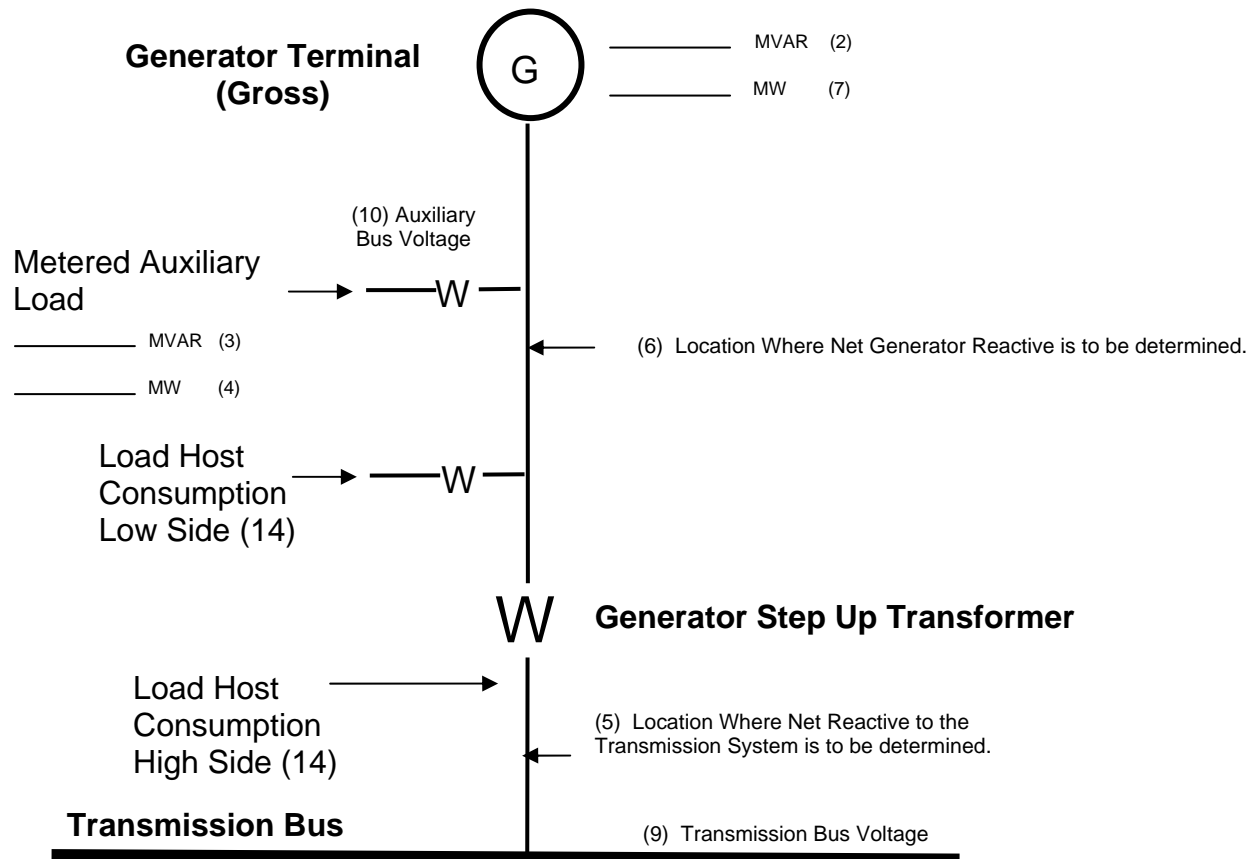 Generator Terminal
(Gross)
G
MVAR (2)
MW (7)
(10) Auxiliary
Bus Voltage
Metered Auxiliary
Load
W
MVAR (3)
(6) Location Where Net Generator Reactive is to be determined.
MW (4)
Load Host
Consumption
Low Side (14)
W
W
Generator Step Up Transformer
Load Host
Consumption
High Side (14)
(5) Location Where Net Reactive to the
Transmission System is to be determined.
Transmission Bus
(9) Transmission Bus Voltage